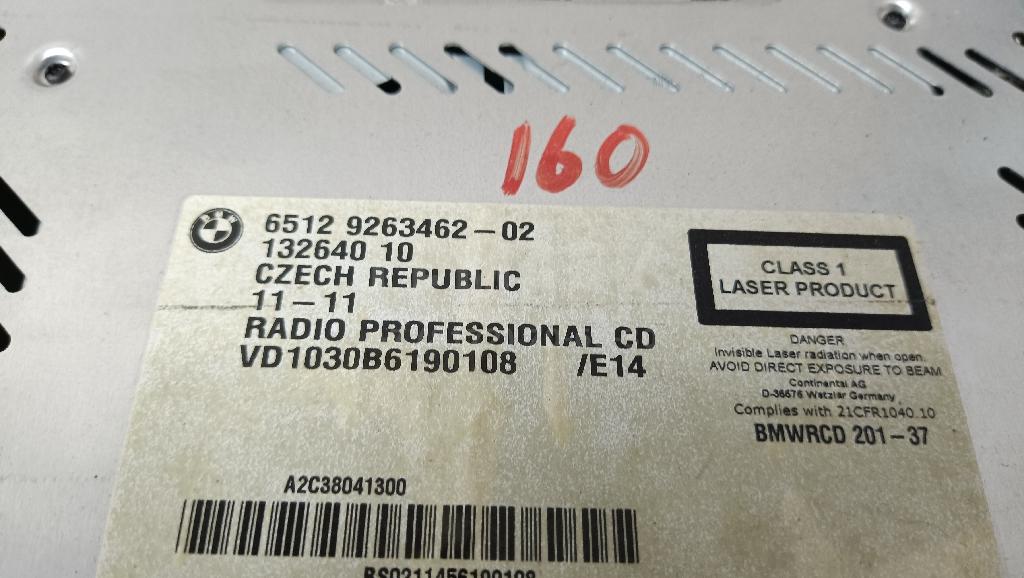 160
BMW
6512 9263462-02
132640 10
CZECH REPUBLIC
11-11
RADIO PROFESSIONAL CD
VD1030B6190108 /E14
CLASS 1
LASER PRODUCT
DANGER
Invisible Laser radiation when open.
AVOID DIRECT EXPOSURE TO BEAM
Continental AG
D-36576 Wetzlar Germany
Complies with 21CFR1040.10
BMWRCD 201-37
A2C38041300